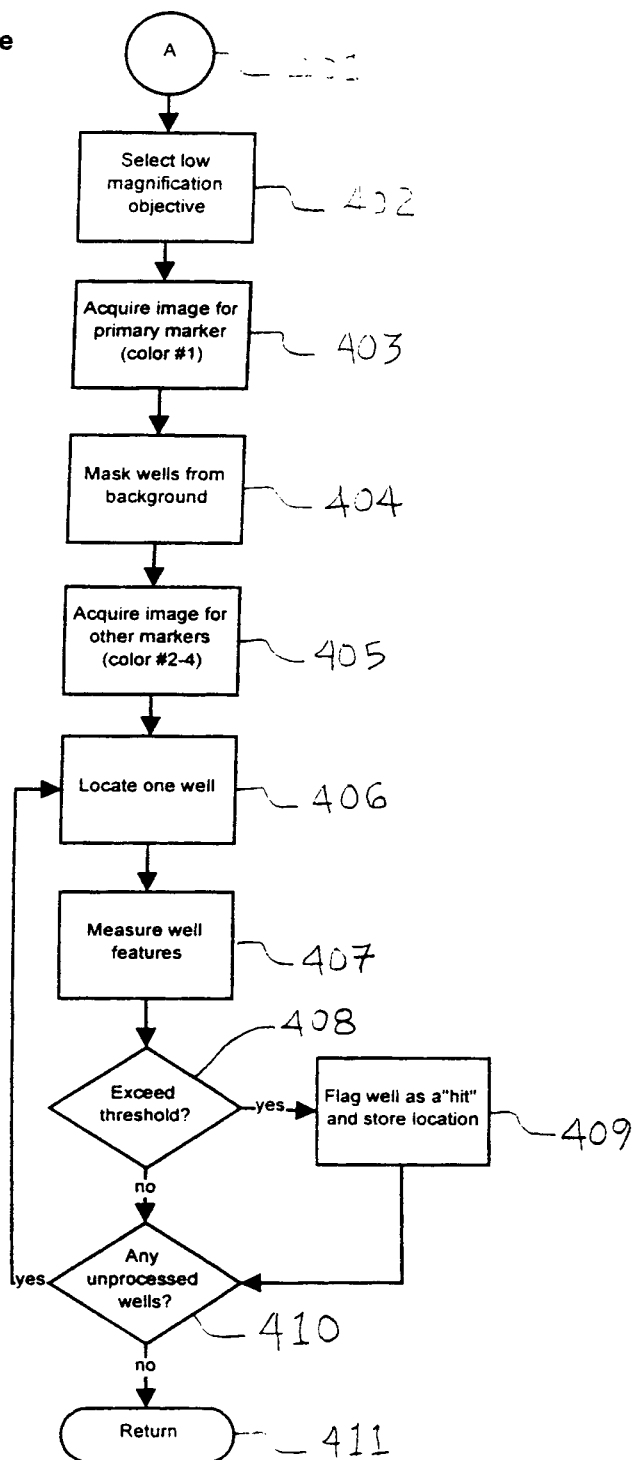 e
A
Select low
magnification
objective
402
Acquire image for
primary marker
(color #1)
403
Mask wells from
background
404
Acquire image for
other markers
(color #2-4)
405
Locate one well
406
Measure well
features
407
408
Exceed
threshold?
yes
Flag well as a"hit"
and store location
409
no
Any
unprocessed
wells?
yes
410
no
Return
411